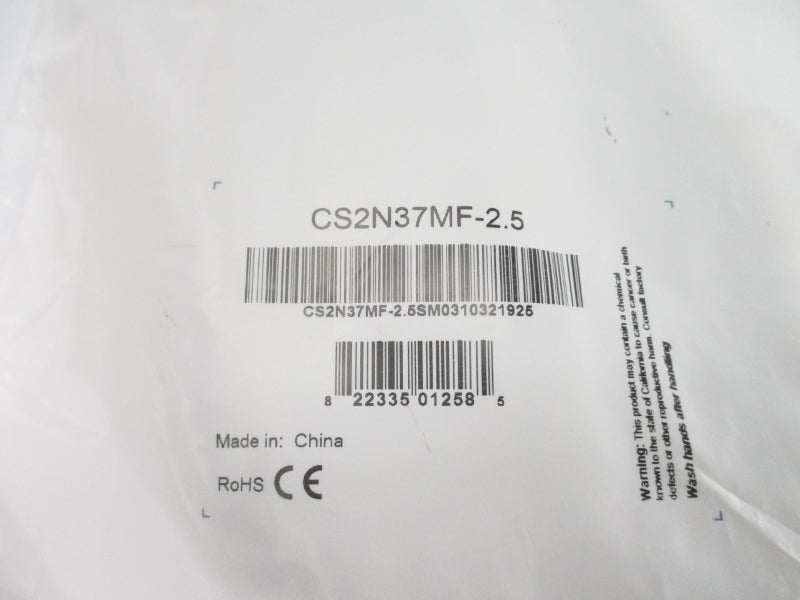 CS2N37MF-2.5
CS2N37MF-2.5SM0310321925
8 22335 01258 5
Made in: China
RoHS CE
Warning: This product may contain a chemical
known to the state of California to cause cancer or birth
defects or other reproductive harm. Consult factory
Wash hands after handling